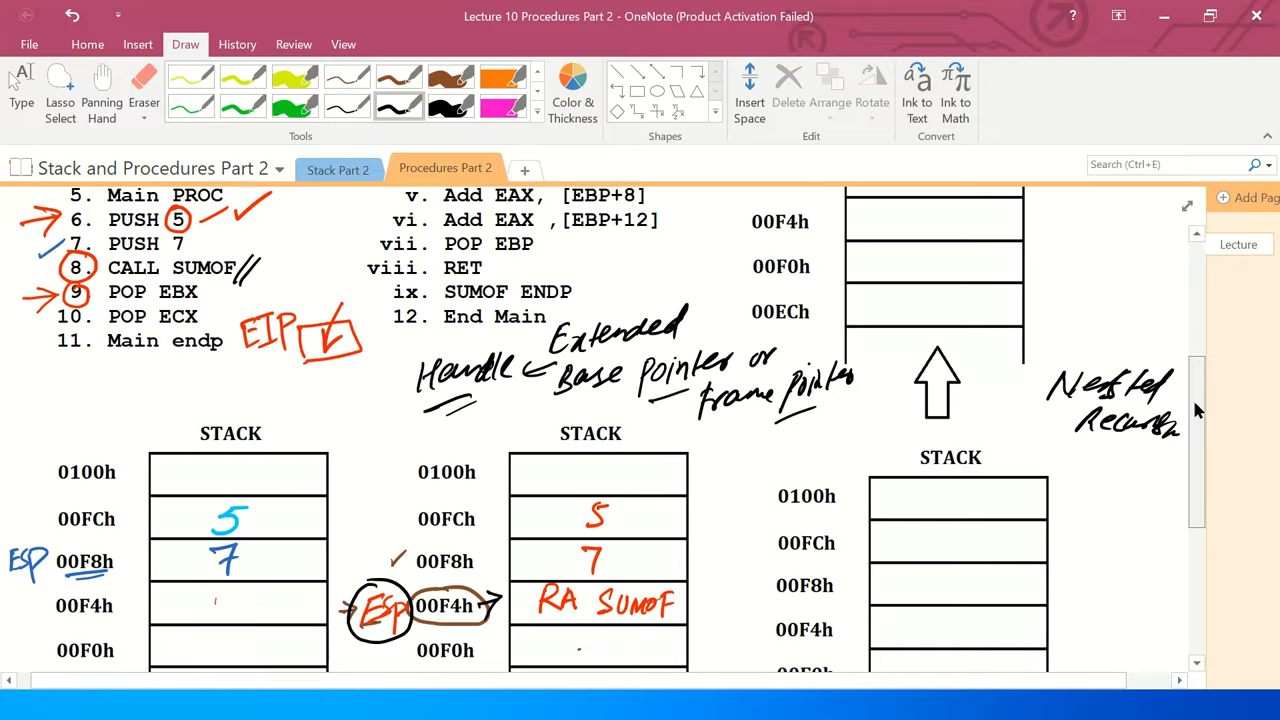 Lecture 10 Procedures Part 2 - OneNote (Product Activation Failed)
?
File Home Insert Draw History Review View
Type
Lasso Select
Panning Hand
Eraser
Color & Thickness
Insert Space
Delete
Arrange
Rotate
Ink to Text
Ink to Math
Tools
Shapes
Edit
Convert
Stack and Procedures Part 2
Stack Part 2
Procedures Part 2
Search (Ctrl+E)
Add Pag
Lecture
5. Main PROC
6. PUSH 5
7. PUSH 7
8. CALL SUMOF
9. POP EBX
10. POP ECX
11. Main endp
EIP
v. Add EAX, [EBP+8]
vi. Add EAX ,[EBP+12]
vii. POP EBP
viii. RET
ix. SUMOF ENDP
12. End Main
Handle
Extended
Base Pointer or
Frame Pointer
00F4h
00F0h
00ECh
STACK
0100h
00FCh 5
ESP 00F8h 7
00F4h
00F0h
STACK
0100h
00FCh 5
00F8h 7
ESP 00F4h RA SUMOF
00F0h
STACK
0100h
00FCh
00F8h
00F4h
00F0h